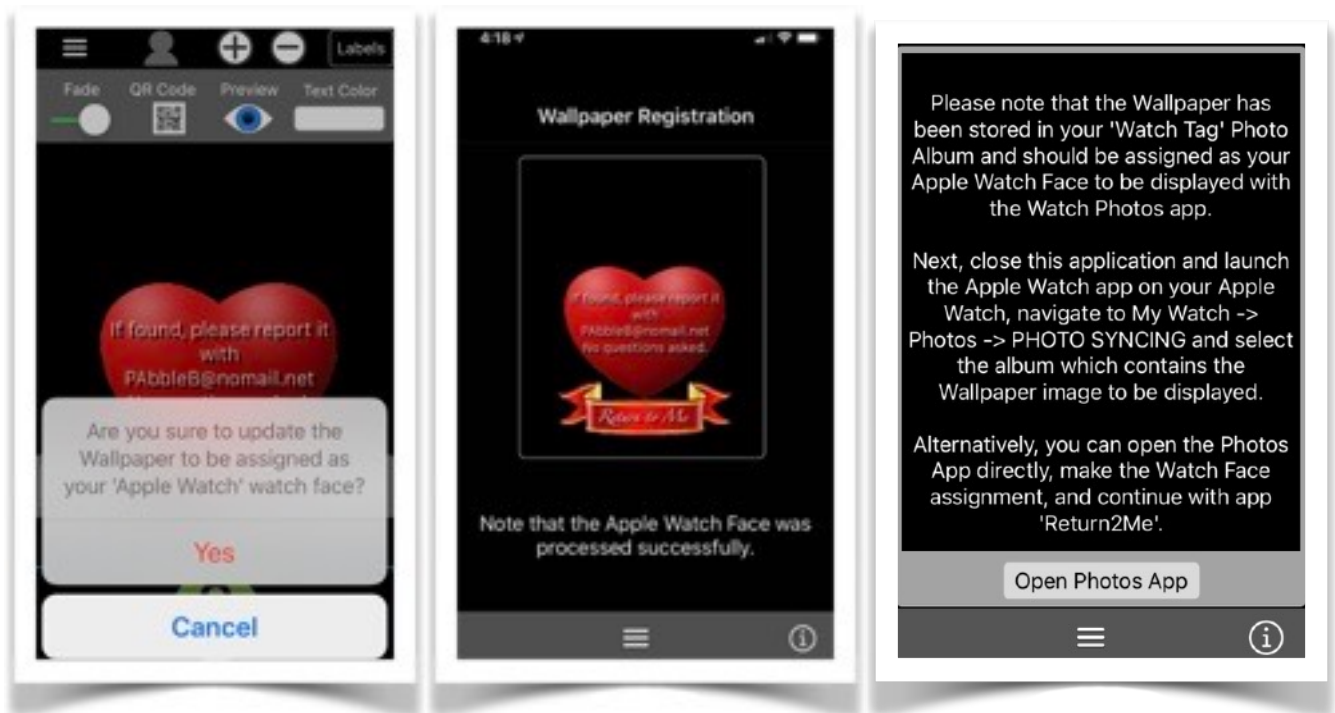 Labels
Fade QR Code Preview Text Color
If found, please report it
with
PAbbleB@nomail.net
Are you sure to update the
Wallpaper to be assigned as
your 'Apple Watch' watch face?
Yes
Cancel
4:18
Wallpaper Registration
If found, please report it
with
PAbbleB@nomail.net
No questions asked.
Return to Me
Note that the Apple Watch Face was
processed successfully.
Please note that the Wallpaper has
been stored in your 'Watch Tag' Photo
Album and should be assigned as your
Apple Watch Face to be displayed with
the Watch Photos app.
Next, close this application and launch
the Apple Watch app on your Apple
Watch, navigate to My Watch ->
Photos -> PHOTO SYNCING and select
the album which contains the
Wallpaper image to be displayed.
Alternatively, you can open the Photos
App directly, make the Watch Face
assignment, and continue with app
'Return2Me'.
Open Photos App